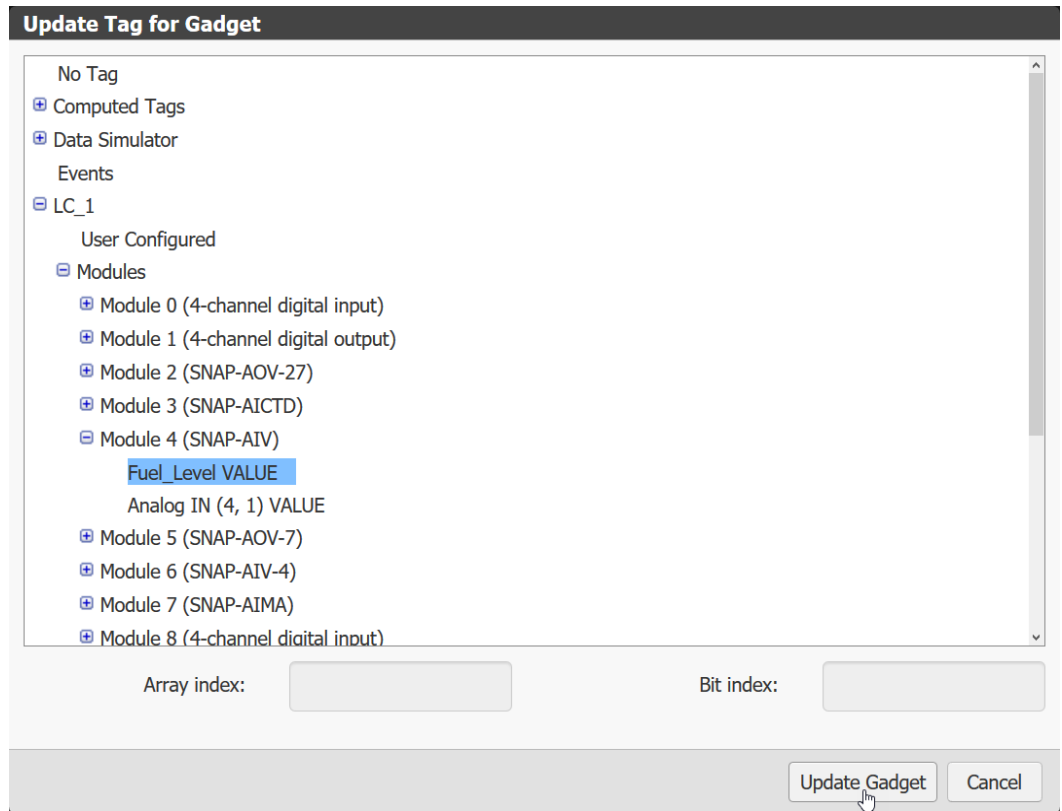 Update Tag for Gadget
No Tag
Computed Tags
Data Simulator
Events
LC_1
User Configured
Modules
Module 0 (4-channel digital input)
Module 1 (4-channel digital output)
Module 2 (SNAP-AOV-27)
Module 3 (SNAP-AICTD)
Module 4 (SNAP-AIV)
Fuel_Level VALUE
Analog IN (4, 1) VALUE
Module 5 (SNAP-AOV-7)
Module 6 (SNAP-AIV-4)
Module 7 (SNAP-AIMA)
Module 8 (4-channel digital input)
Array index: Bit index:
Update Gadget Cancel